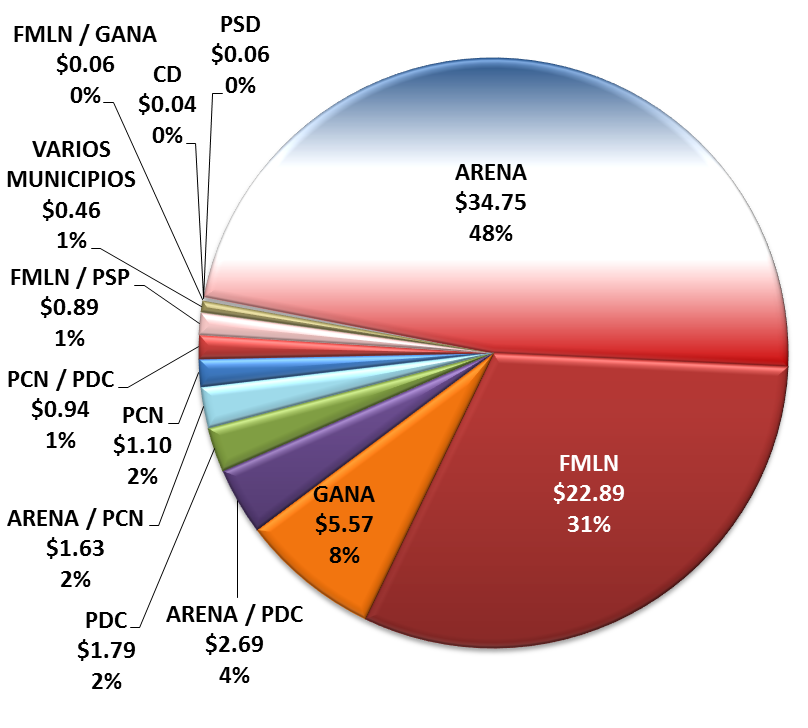 FMLN / GANA
$0.06
0%
PSD
$0.06
0%
CD
$0.04
0%
VARIOS
MUNICIPIOS
$0.46
1%
FMLN / PSP
$0.89
1%
PCN / PDC
$0.94
1%
PCN
$1.10
2%
ARENA / PCN
$1.63
2%
PDC
$1.79
2%
ARENA / PDC
$2.69
4%
GANA
$5.57
8%
FMLN
$22.89
31%
ARENA
$34.75
48%